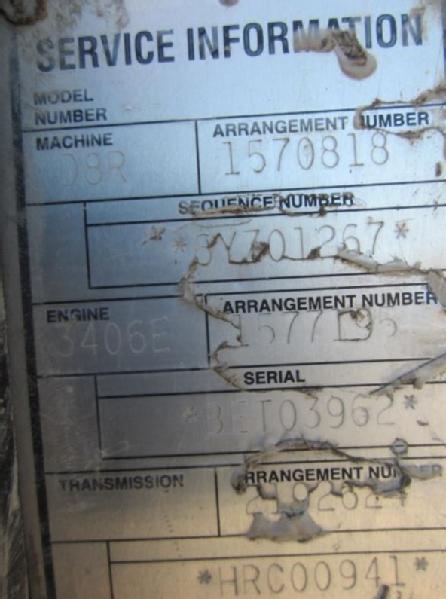 SERVICE INFORMATION
MODEL
NUMBER
MACHINE
ARRANGEMENT NUMBER
D8R
1570818
SEQUENCE NUMBER
ENGINE
ARRANGEMENT NUMBER
3406E
SERIAL
TRANSMISSION
ARRANGEMENT NUMBER
*HRC00941*